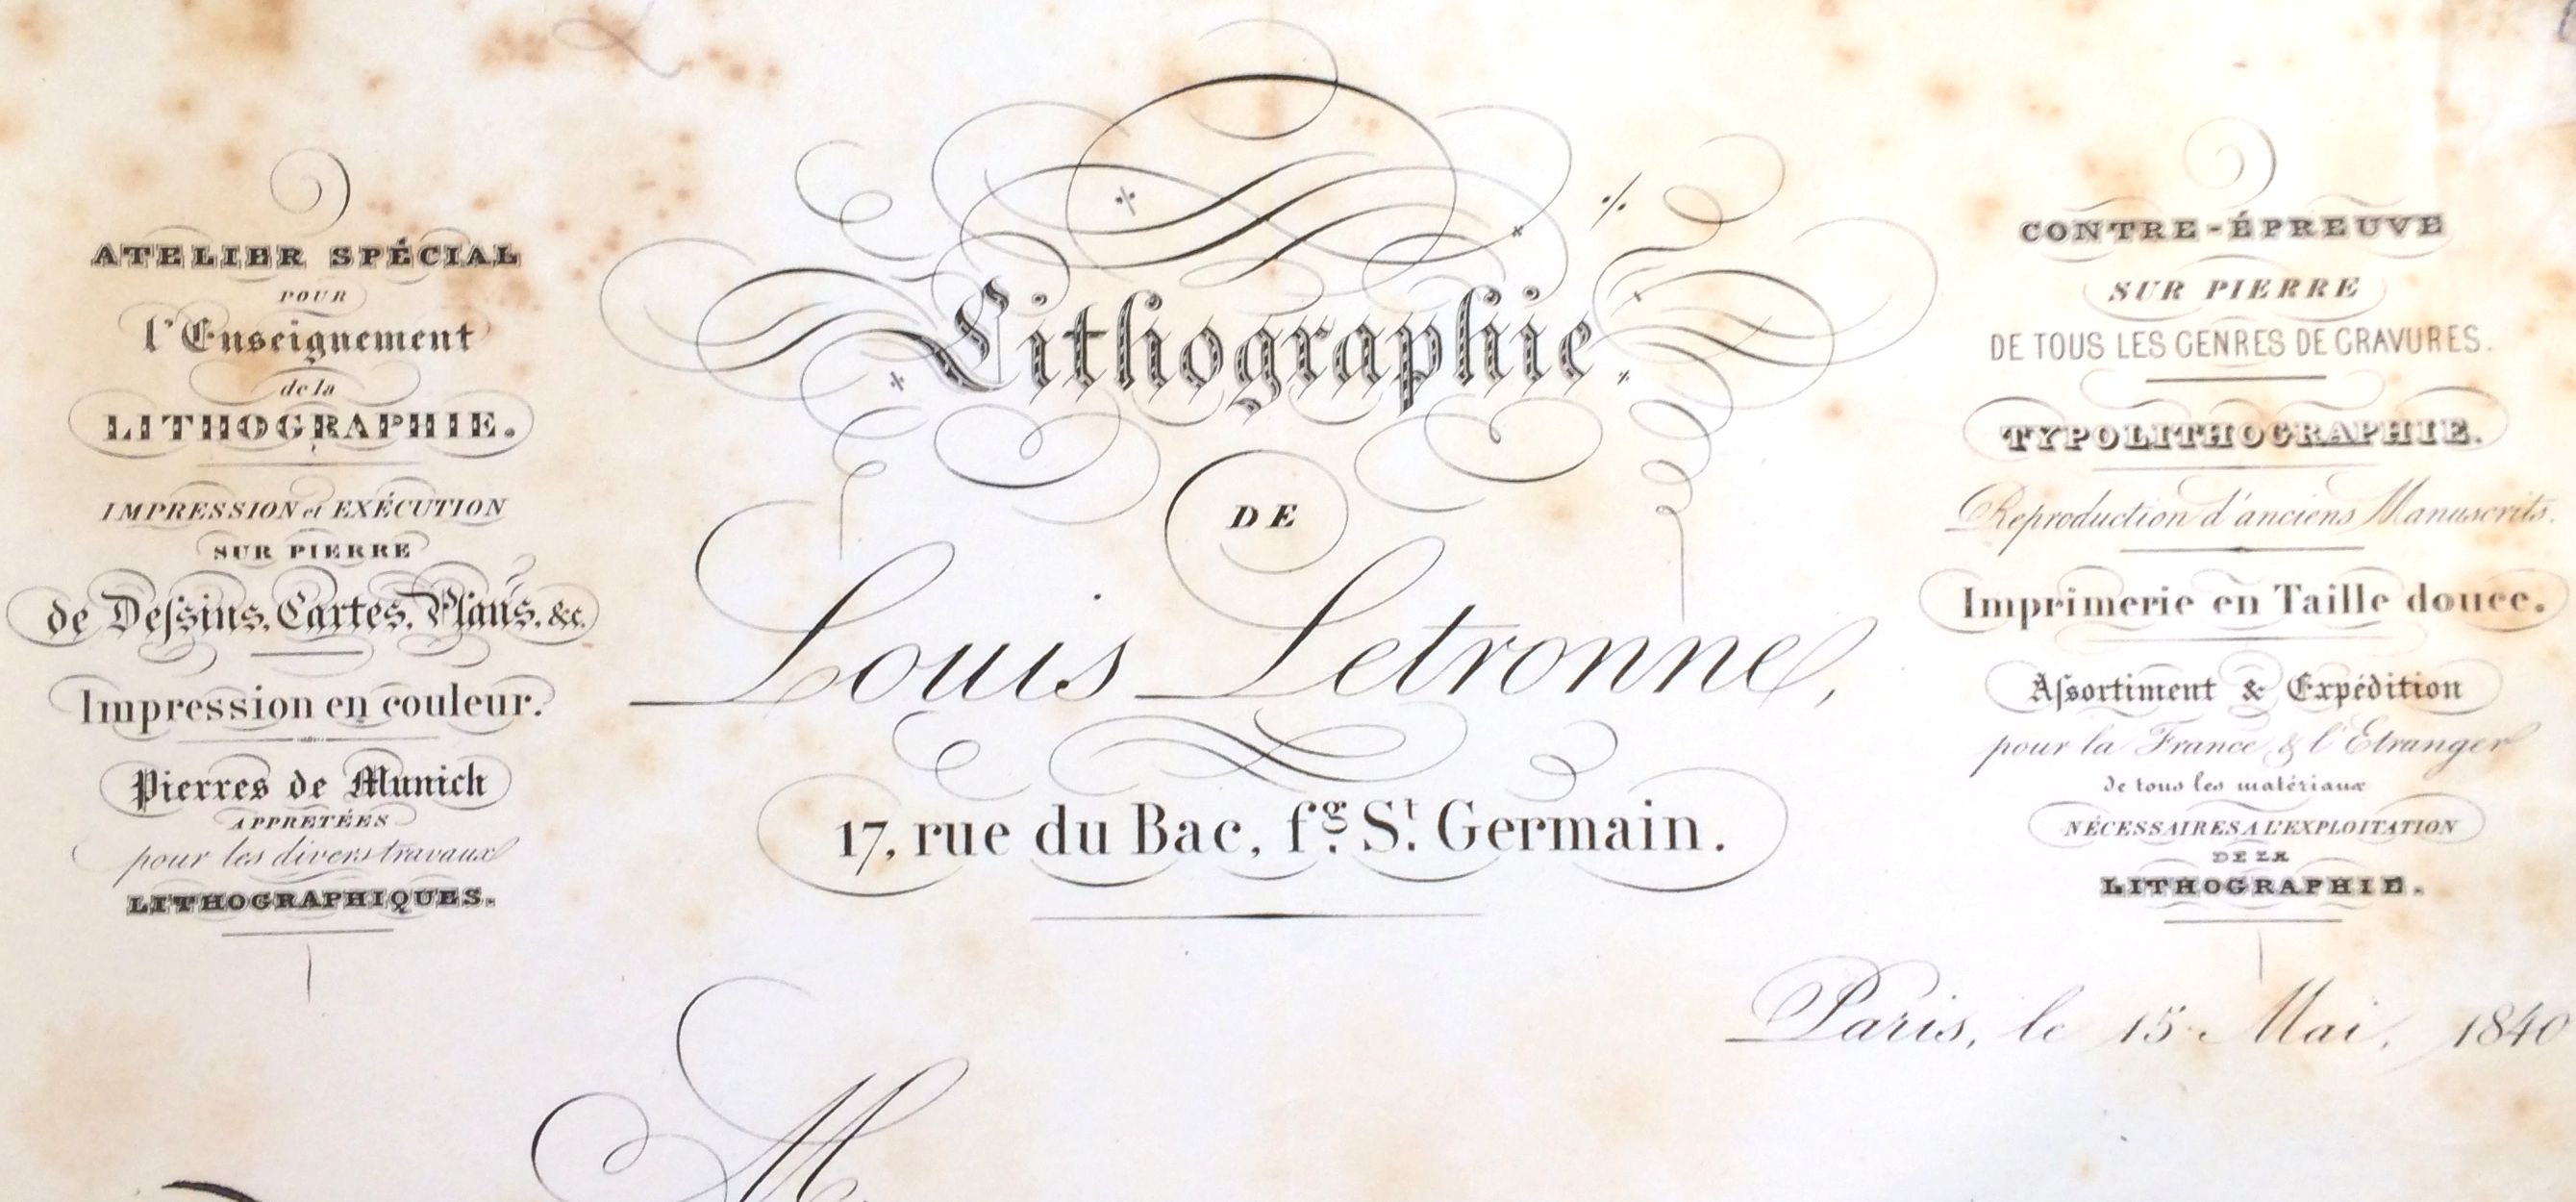 ATELIER SPÉCIAL
POUR
l'Enseignement
de la
LITHOGRAPHIE.
IMPRESSION et EXÉCUTION
SUR PIERRE
de Deſsins, Cartes, Plans, &c.
Impression en couleur.
Pierres de Munich
APPRETÉES
pour les divers travaux
LITHOGRAPHIQUES.
Lithographie
DE
Louis Letronne,
17, rue du Bac, fg. St. Germain.
CONTRE-ÉPREUVE
SUR PIERRE
DE TOUS LES GENRES DE GRAVURES.
TYPOLITHOGRAPHIE.
Reproduction d'anciens Manuscrits.
Imprimerie en Taille douce.
Aſsortiment & Expédition
pour la France & l'Etranger
de tous les matériaux
NÉCESSAIRES A L'EXPLOITATION
DE LA
LITHOGRAPHIE.
Paris, le 15 Mai, 1840
M